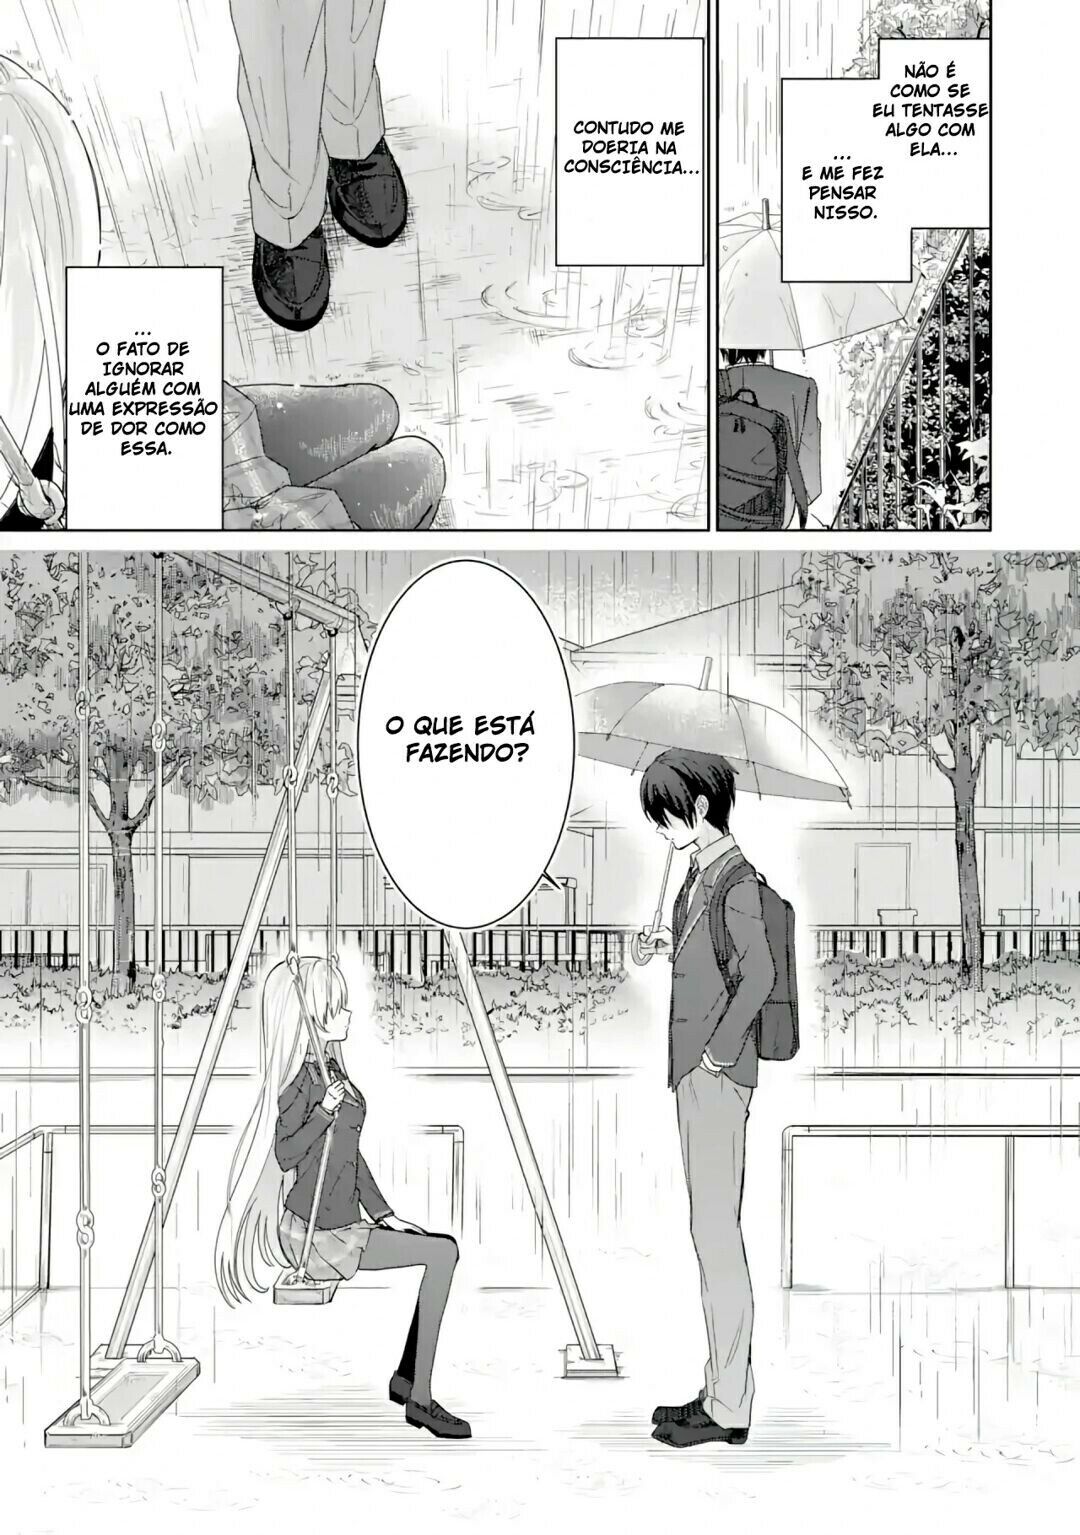 NÃO É
COMO SE
EU TENTASSE
ALGO COM
ELA...
...
E ME FEZ
PENSAR
NISSO.
CONTUDO ME
DOERIA NA
CONSCIÊNCIA...
...
O FATO DE
IGNORAR
ALGUÉM COM
UMA EXPRESSÃO
DE DOR COMO
ESSA.
O QUE ESTÁ
FAZENDO?